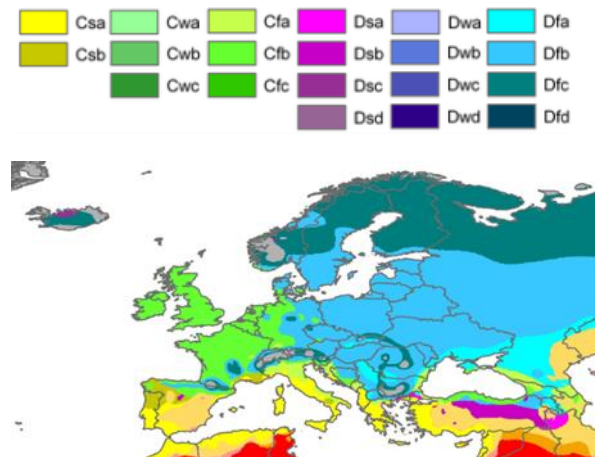 Csa Cwa Cfa Dsa Dwa Dfa
Csb Cwb Cfb Dsb Dwb Dfb
Cwc Cfc Dsc Dwc Dfc
Dsd Dwd Dfd